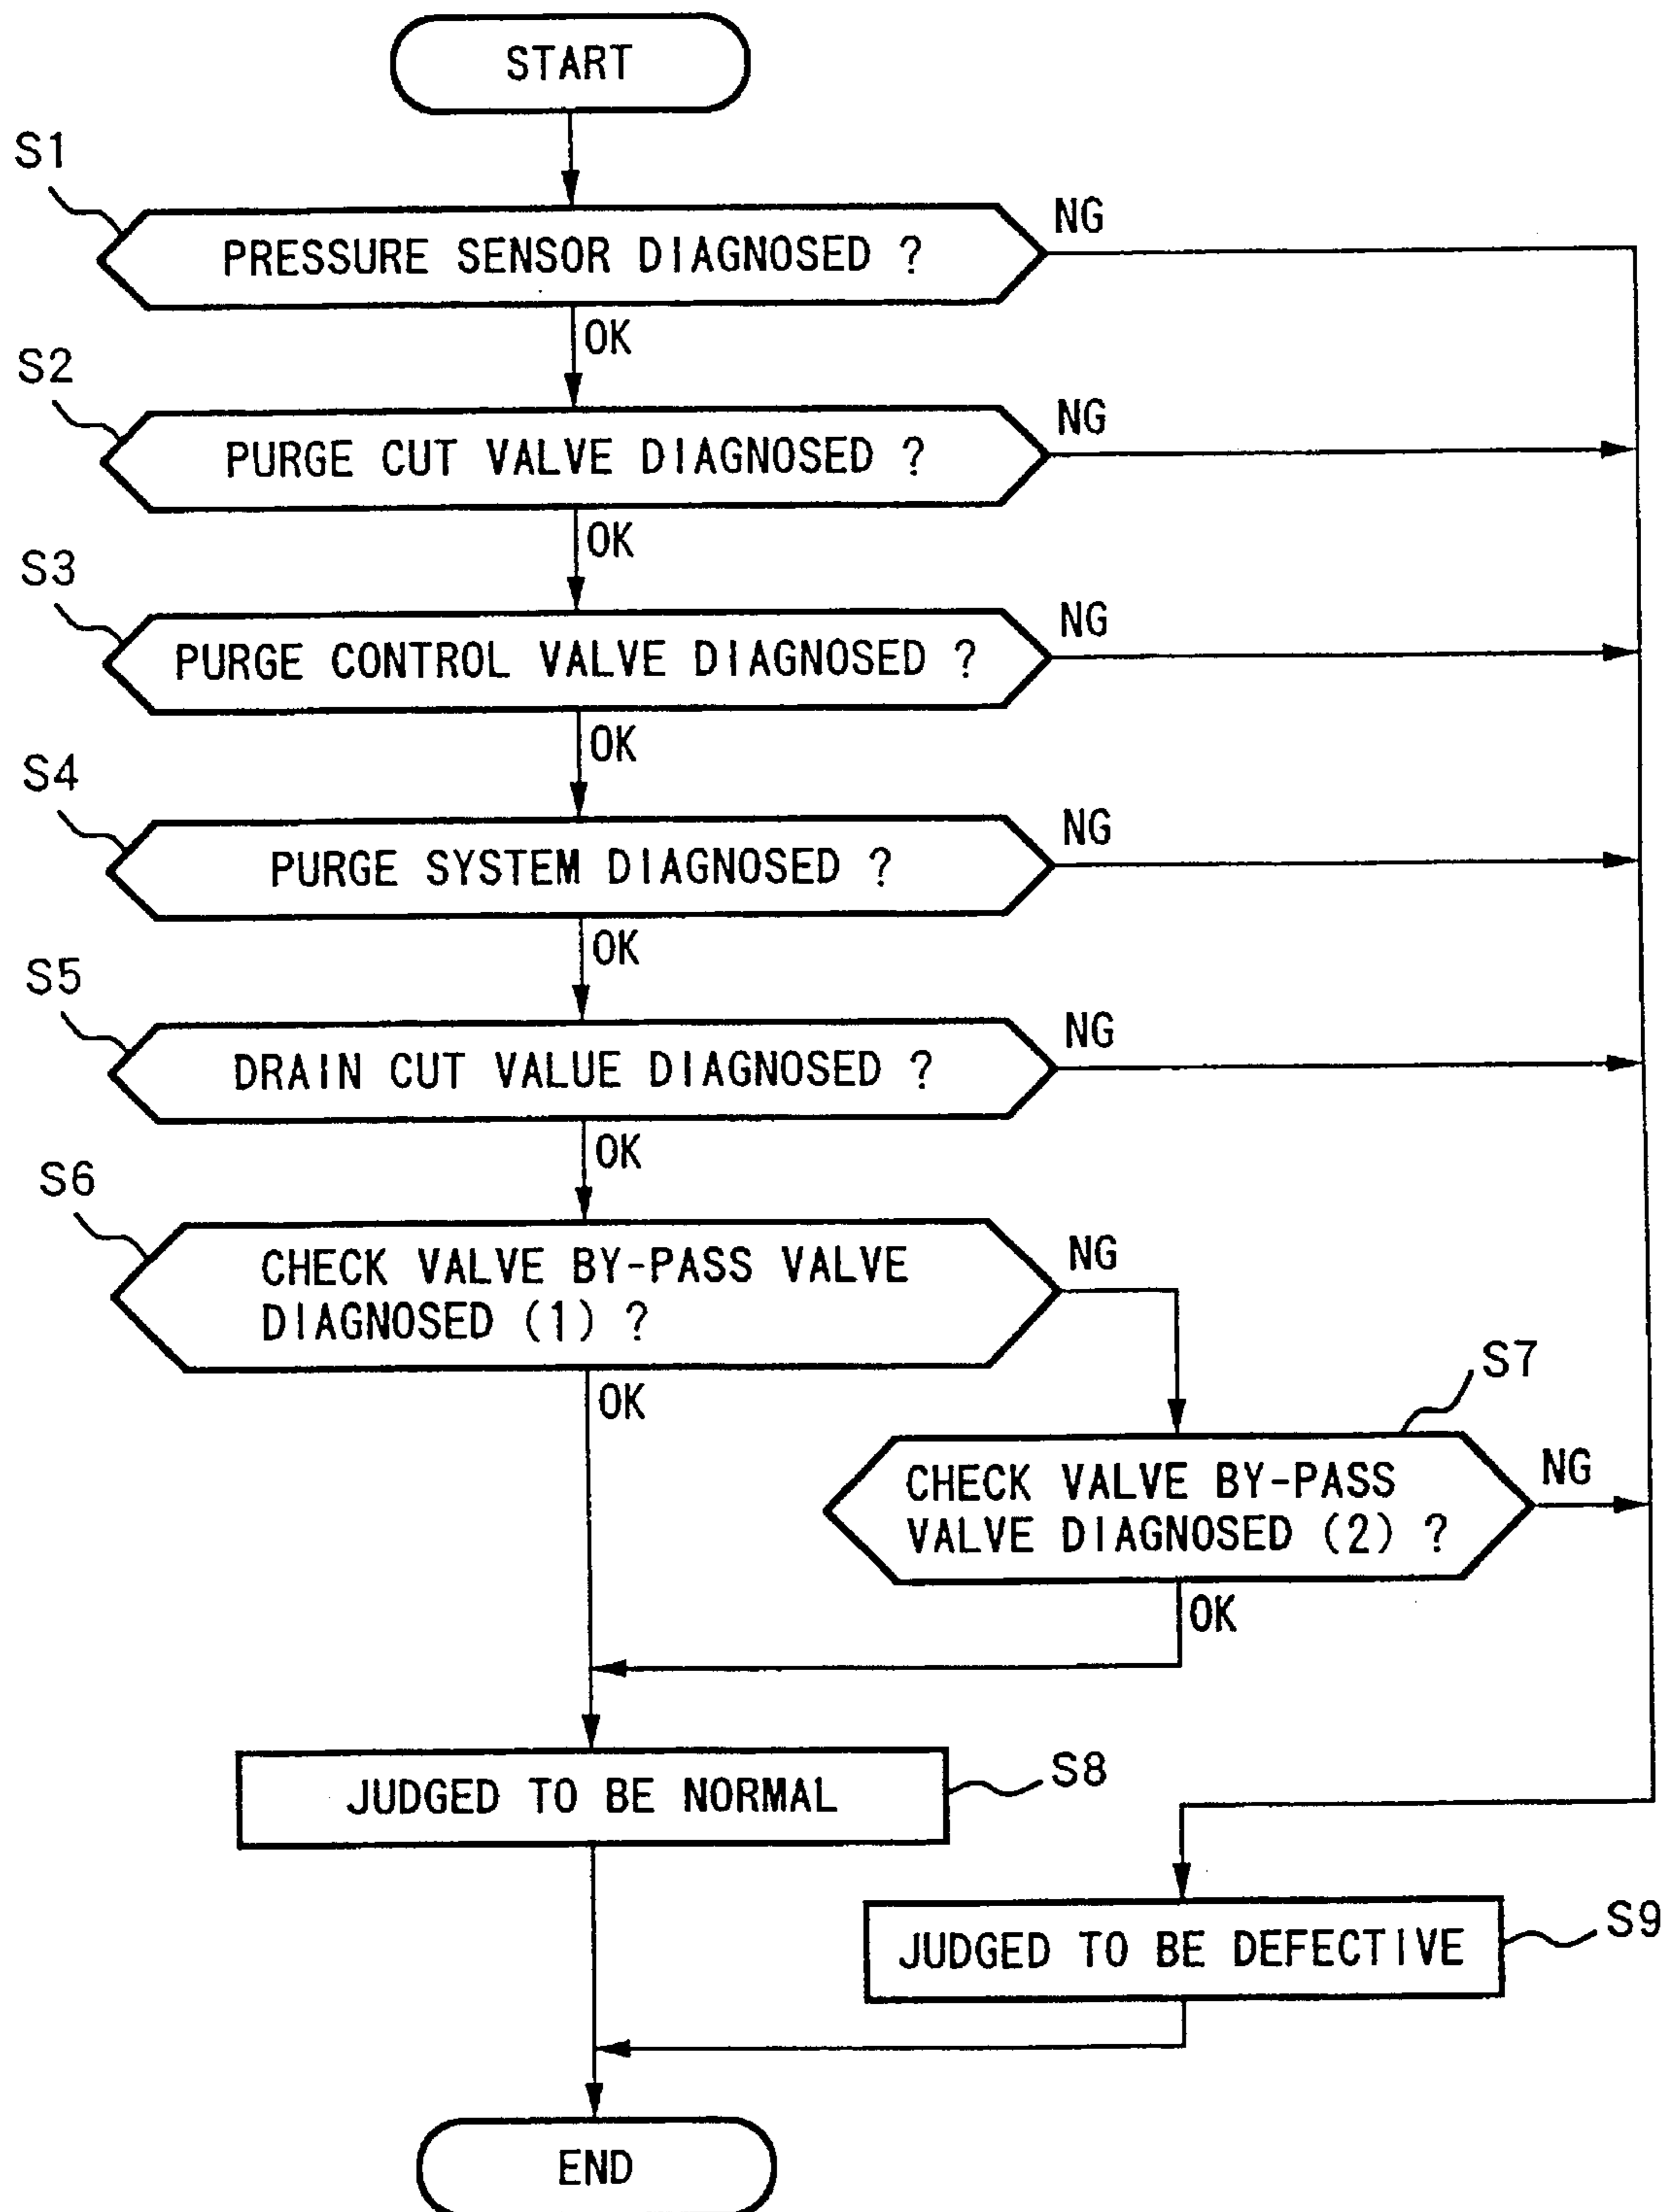 START
S1
PRESSURE SENSOR DIAGNOSED ?
NG
OK
S2
PURGE CUT VALVE DIAGNOSED ?
NG
OK
S3
PURGE CONTROL VALVE DIAGNOSED ?
NG
OK
S4
PURGE SYSTEM DIAGNOSED ?
NG
OK
S5
DRAIN CUT VALUE DIAGNOSED ?
NG
OK
S6
CHECK VALVE BY-PASS VALVE
DIAGNOSED (1) ?
NG
OK
S7
CHECK VALVE BY-PASS
VALVE DIAGNOSED (2) ?
NG
OK
JUDGED TO BE NORMAL
S8
JUDGED TO BE DEFECTIVE
S9
END